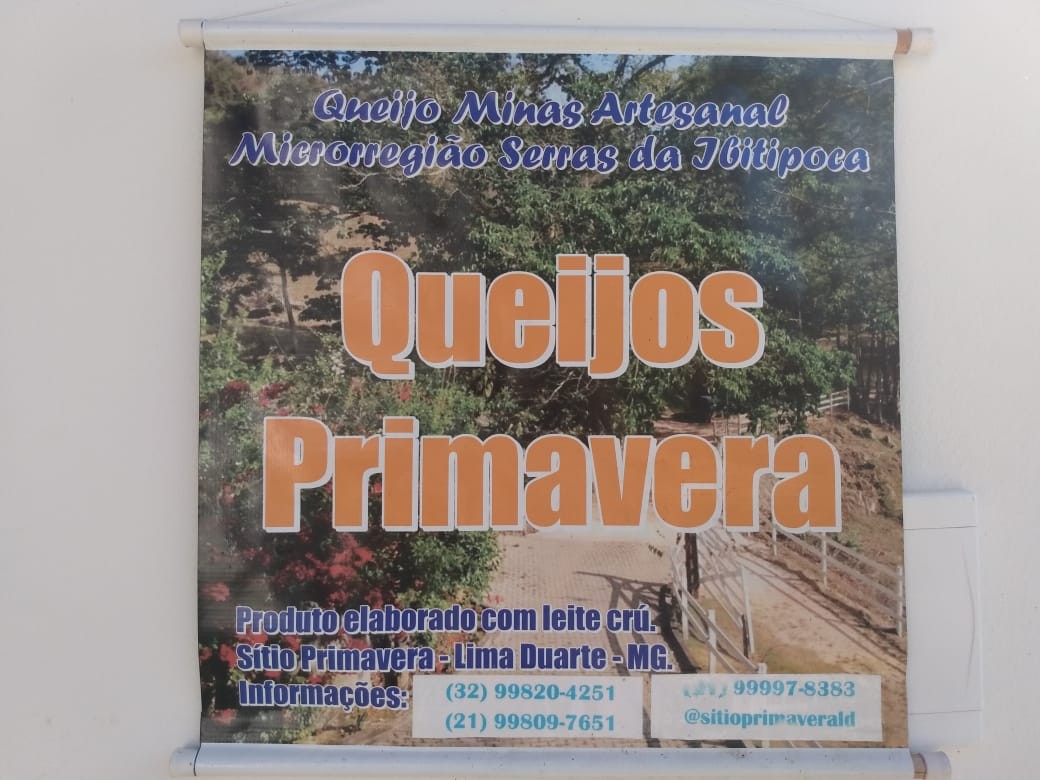 Queijo Minas Artesanal
Microrregião Serras da Ibitipoca
Queijos
Primavera
Produto elaborado com leite crú.
Sítio Primavera - Lima Duarte - MG.
Informações:
(32) 99820-4251
(21) 99809-7651
99997-8383
@sitioprimaverald